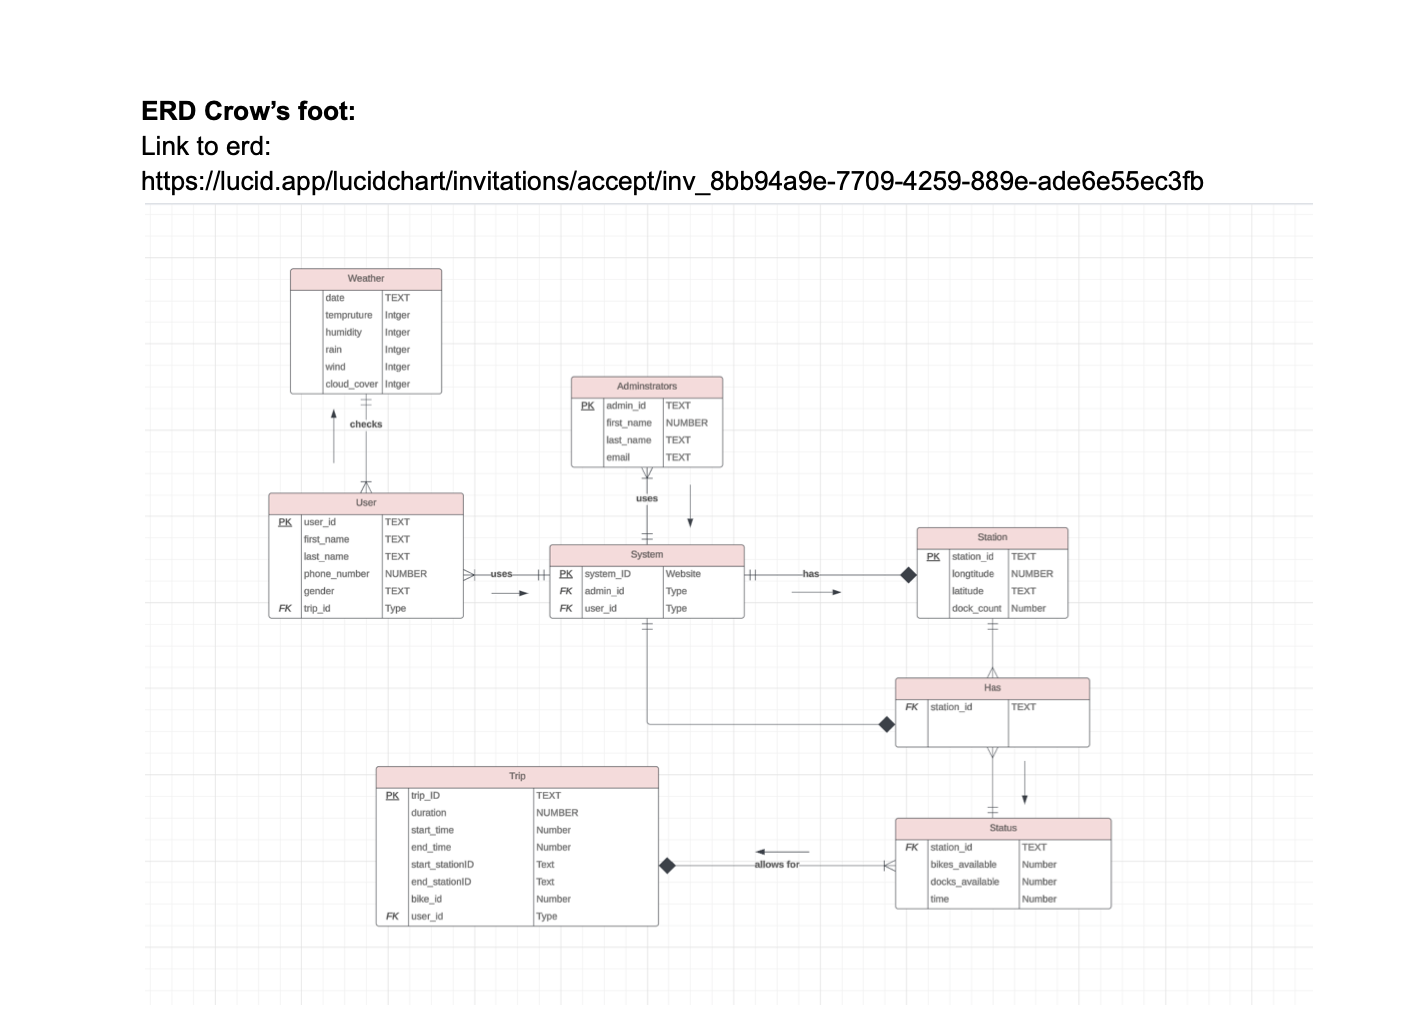 ERD Crow’s foot:
Link to erd:
https://lucid.app/lucidchart/invitations/accept/inv_8bb94a9e-7709-4259-889e-ade6e55ec3fb
Weather
date TEXT
tempruture Intger
humidity Intger
rain Intger
wind Intger
cloud_cover Intger
checks
Adminstrators
PK admin_id TEXT
first_name NUMBER
last_name TEXT
email TEXT
uses
User
PK user_id TEXT
first_name TEXT
last_name TEXT
phone_number NUMBER
gender TEXT
FK trip_id Type
uses
System
PK system_ID Website
FK admin_id Type
FK user_id Type
has
Station
PK station_id TEXT
longtitude NUMBER
latitude TEXT
dock_count Number
Has
FK station_id TEXT
Trip
PK trip_ID TEXT
duration NUMBER
start_time Number
end_time Number
start_stationID Text
end_stationID Text
bike_id Number
FK user_id Type
allows for
Status
FK station_id TEXT
bikes_available Number
docks_available Number
time Number